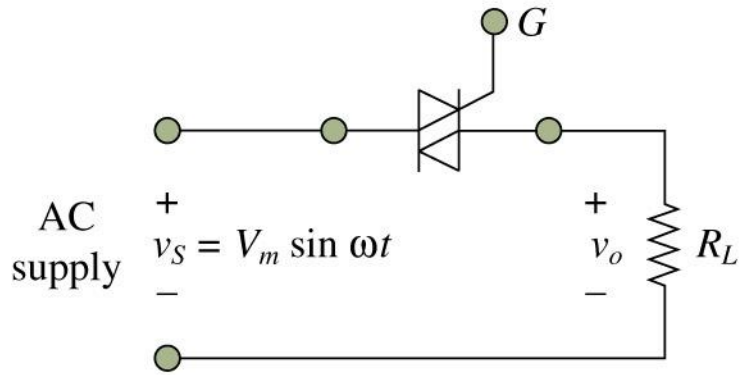 G
+ +
AC
supply
v_S = V_m sin ωt
v_o
R_L
− −